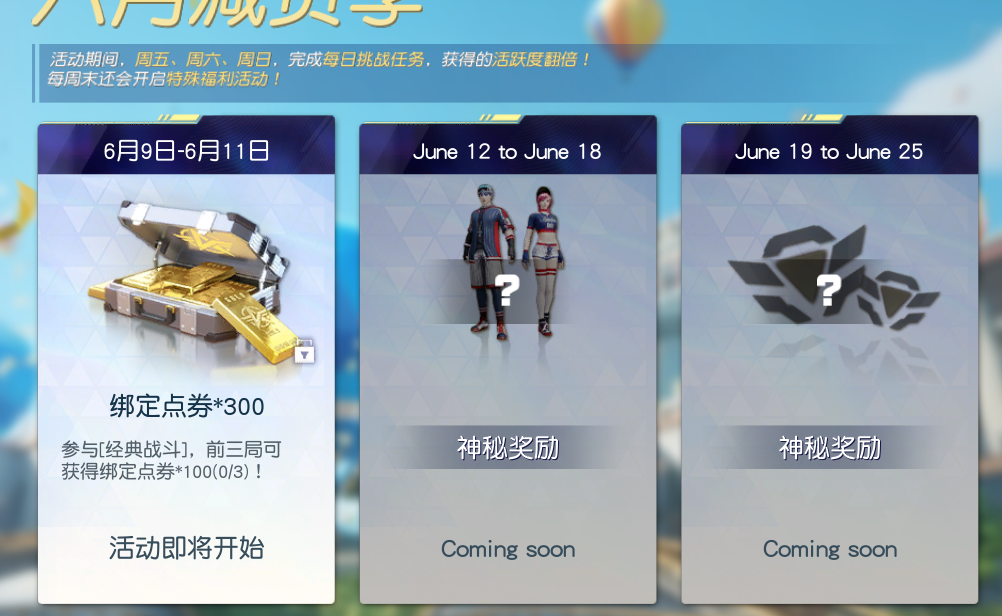 六月减负季
活动期间，周五、周六、周日，完成每日挑战任务，获得的活跃度翻倍！
每周末还会开启特殊福利活动！
6月9日-6月11日
绑定点券*300
参与[经典战斗]，前三局可
获得绑定点券*100(0/3)！
活动即将开始
June 12 to June 18
?
神秘奖励
Coming soon
June 19 to June 25
?
神秘奖励
Coming soon